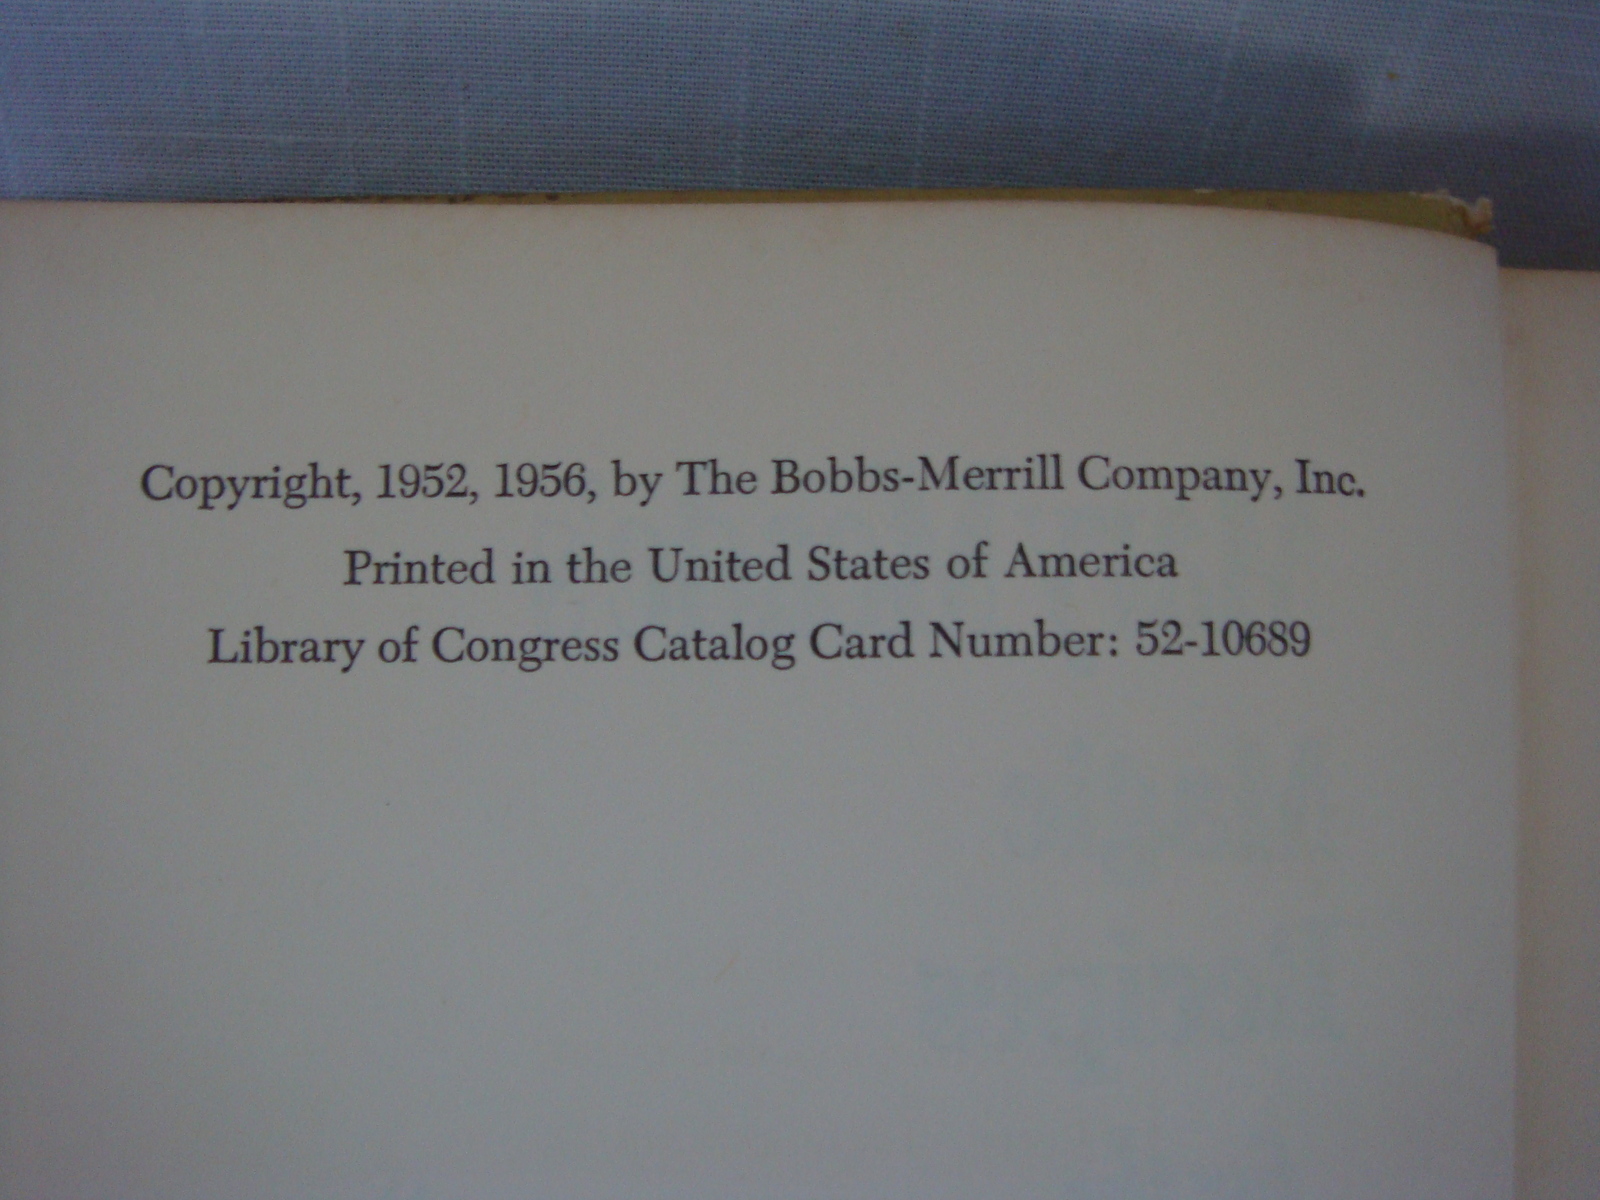 Copyright, 1952, 1956, by The Bobbs-Merrill Company, Inc.
Printed in the United States of America
Library of Congress Catalog Card Number: 52-10689